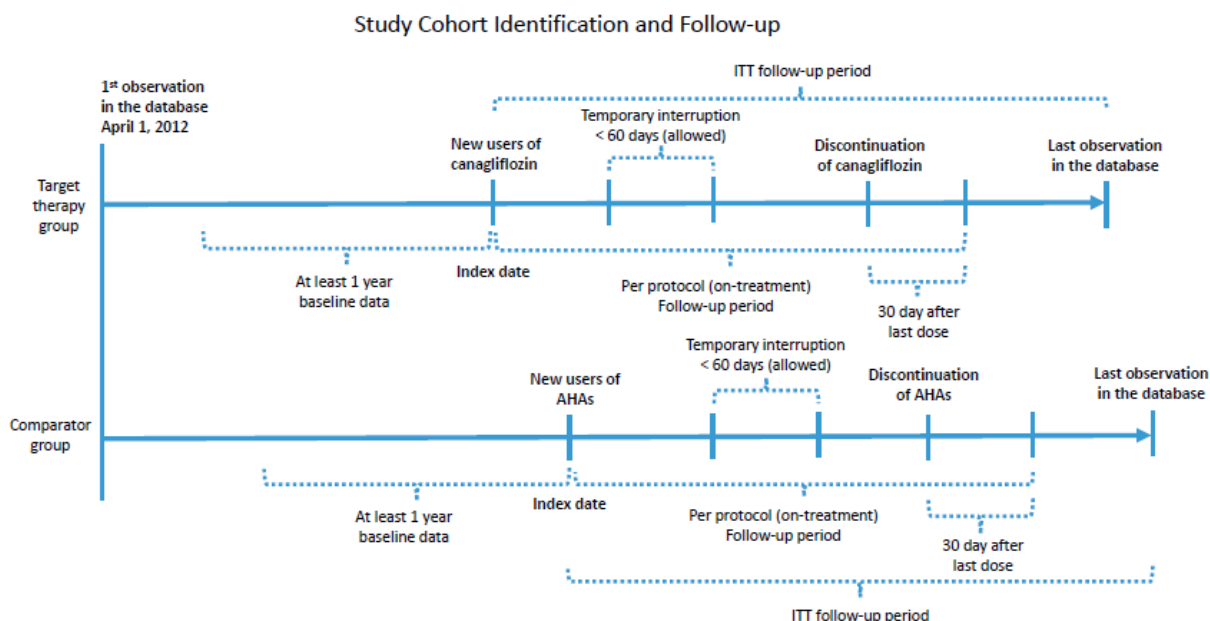 Study Cohort Identification and Follow-up
ITT follow-up period
1st observation
in the database
April 1, 2012
Temporary interruption
< 60 days (allowed)
New users of
canagliflozin
Discontinuation
of canagliflozin
Last observation
in the database
Target
therapy
group
At least 1 year
baseline data
Index date
Per protocol (on-treatment)
Follow-up period
30 day after
last dose
Temporary interruption
< 60 days (allowed)
New users of
AHAs
Discontinuation
of AHAs
Last observation
in the database
Comparator
group
At least 1 year
baseline data
Index date
Per protocol (on-treatment)
Follow-up period
30 day after
last dose
ITT follow-up period